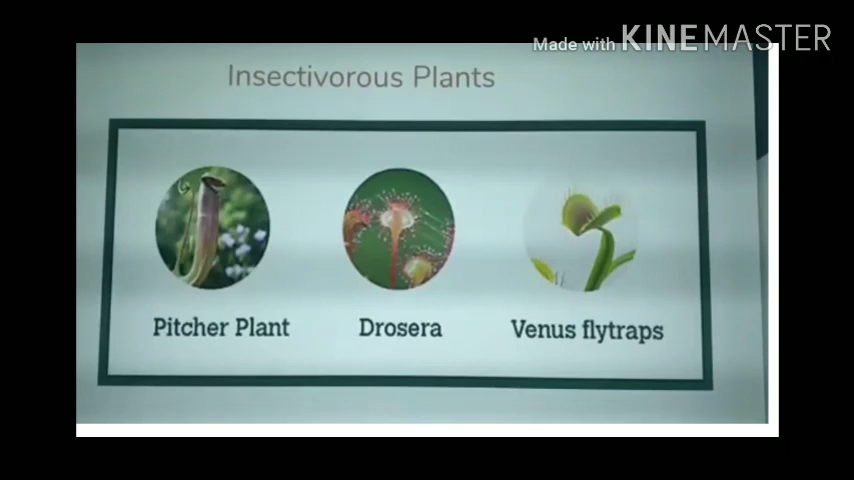 Made with KINEMASTER
Insectivorous Plants
Pitcher Plant
Drosera
Venus flytraps